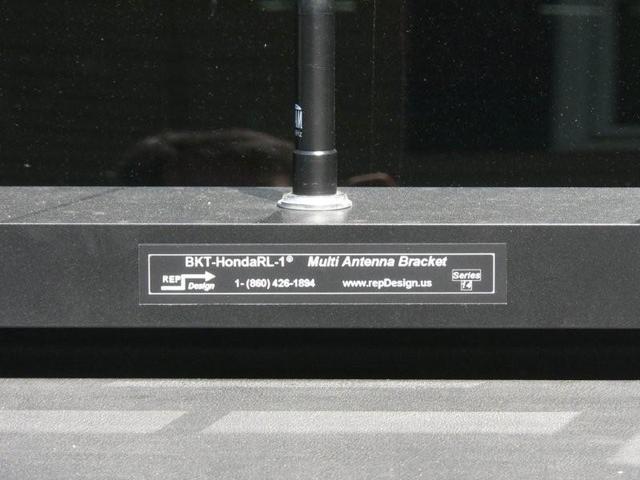 BKT-HondaRL-1® Multi Antenna Bracket
REP Design 1- (860) 426-1894 www.repDesign.us
Series
14